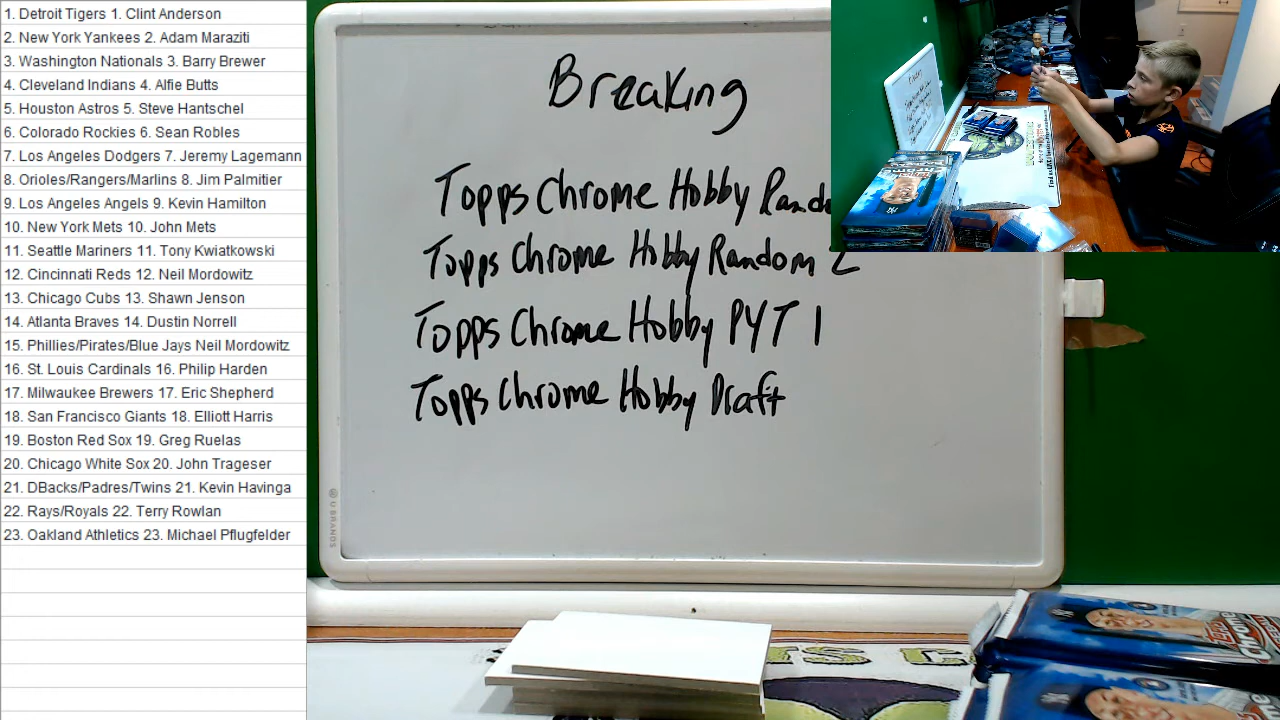 1. Detroit Tigers 1. Clint Anderson
2. New York Yankees 2. Adam Maraziti
3. Washington Nationals 3. Barry Brewer
4. Cleveland Indians 4. Alfie Butts
5. Houston Astros 5. Steve Hantschel
6. Colorado Rockies 6. Sean Robles
7. Los Angeles Dodgers 7. Jeremy Lagemann
8. Orioles/Rangers/Marlins 8. Jim Palmitier
9. Los Angeles Angels 9. Kevin Hamilton
10. New York Mets 10. John Mets
11. Seattle Mariners 11. Tony Kwiatkowski
12. Cincinnati Reds 12. Neil Mordowitz
13. Chicago Cubs 13. Shawn Jenson
14. Atlanta Braves 14. Dustin Norrell
15. Phillies/Pirates/Blue Jays Neil Mordowitz
16. St. Louis Cardinals 16. Philip Harden
17. Milwaukee Brewers 17. Eric Shepherd
18. San Francisco Giants 18. Elliott Harris
19. Boston Red Sox 19. Greg Ruelas
20. Chicago White Sox 20. John Trageser
21. DBacks/Padres/Twins 21. Kevin Havinga
22. Rays/Royals 22. Terry Rowlan
23. Oakland Athletics 23. Michael Pflugfelder
Breaking
Topps Chrome Hobby Rando
Topps Chrome Hobby Random 2
Topps Chrome Hobby PYT 1
Topps Chrome Hobby Draft
U BRANDS
Topps
Chrome